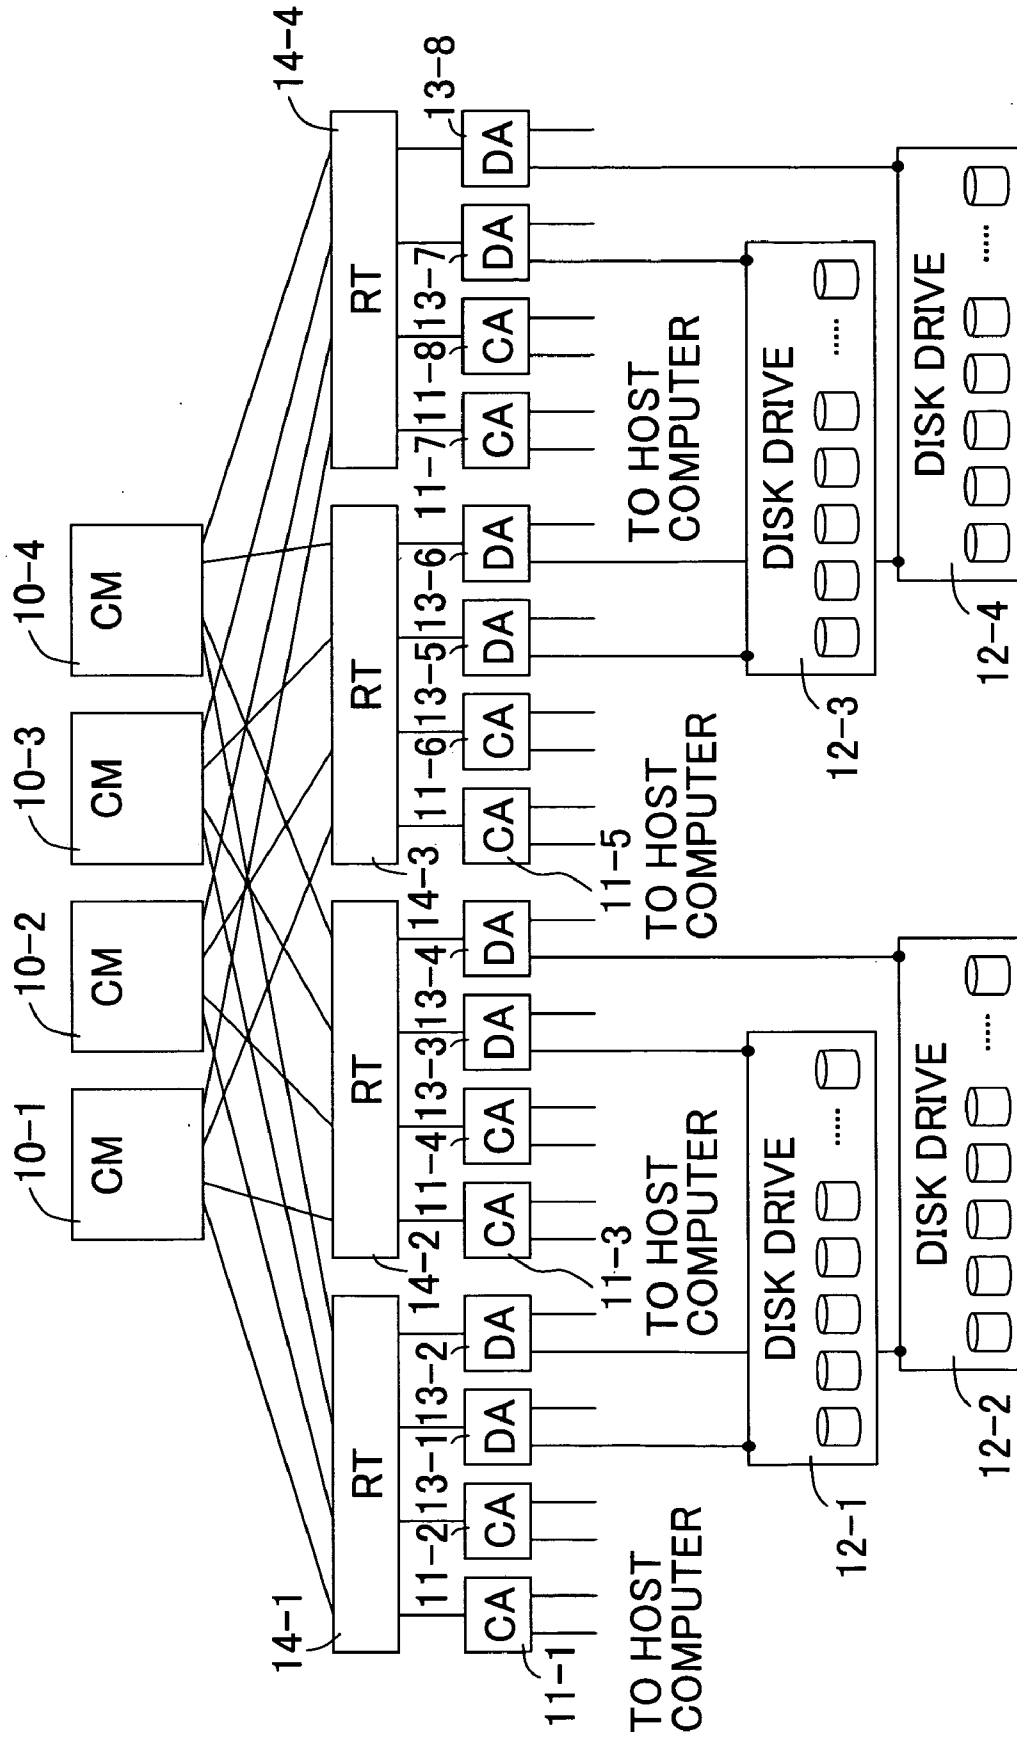 10-1
10-2
10-3
10-4
CM
CM
CM
CM
14-1
14-4
RT
RT
RT
RT
14-2
14-3
11-2
13-1
13-2
11-4
13-3
13-4
11-6
13-5
13-6
11-7
11-8
13-7
13-8
CA
CA
DA
DA
CA
CA
DA
DA
CA
CA
DA
DA
CA
CA
DA
DA
11-1
11-3
11-5
TO HOST
COMPUTER
TO HOST
COMPUTER
TO HOST
COMPUTER
TO HOST
COMPUTER
DISK DRIVE
.....
12-1
DISK DRIVE
.....
12-3
DISK DRIVE
.....
12-2
DISK DRIVE
.....
12-4